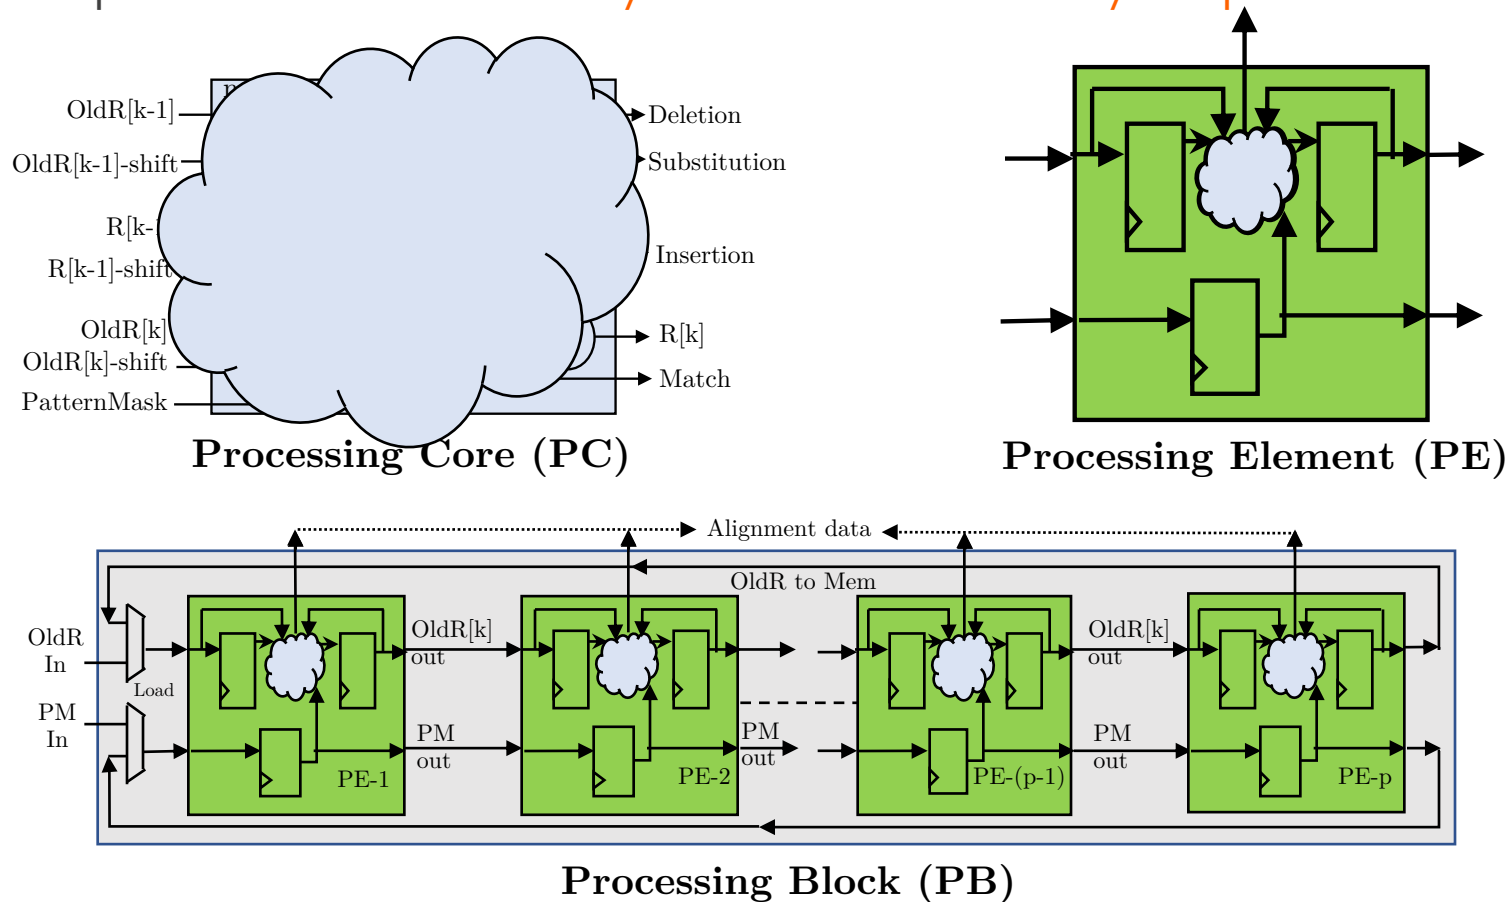 OldR[k-1]
OldR[k-1]-shift
R[k-
R[k-1]-shift
OldR[k]
OldR[k]-shift
PatternMask
Deletion
Substitution
Insertion
R[k]
Match
Processing Core (PC)
Processing Element (PE)
Alignment data
OldR to Mem
OldR
In
Load
PM
In
OldR[k]
out
PM
out
PE-1
PE-2
PM
out
PE-(p-1)
OldR[k]
out
PM
out
PE-p
Processing Block (PB)